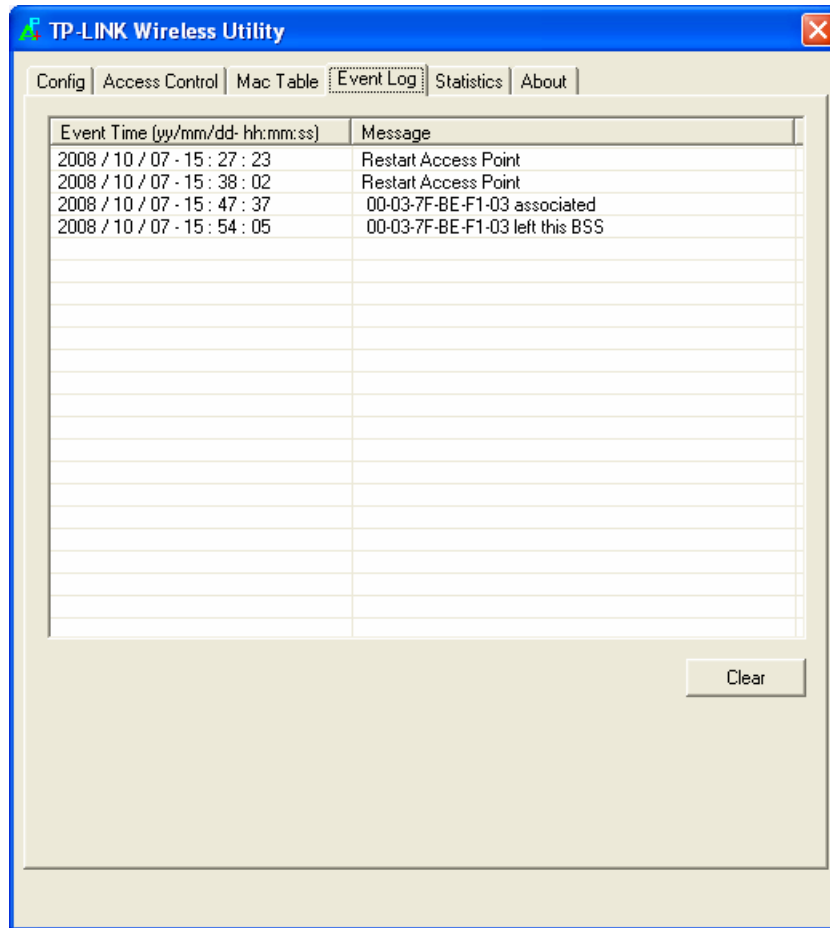 TP-LINK Wireless Utility
Config Access Control Mac Table Event Log Statistics About
Event Time (yy/mm/dd- hh:mm:ss) Message
2008 / 10 / 07 - 15 : 27 : 23 Restart Access Point
2008 / 10 / 07 - 15 : 38 : 02 Restart Access Point
2008 / 10 / 07 - 15 : 47 : 37 00-03-7F-BE-F1-03 associated
2008 / 10 / 07 - 15 : 54 : 05 00-03-7F-BE-F1-03 left this BSS
Clear